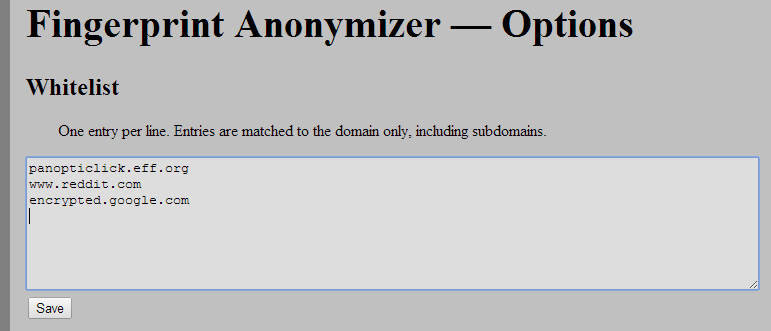 Fingerprint Anonymizer — Options
Whitelist
One entry per line. Entries are matched to the domain only, including subdomains.
panopticlick.eff.org
www.reddit.com
encrypted.google.com
Save